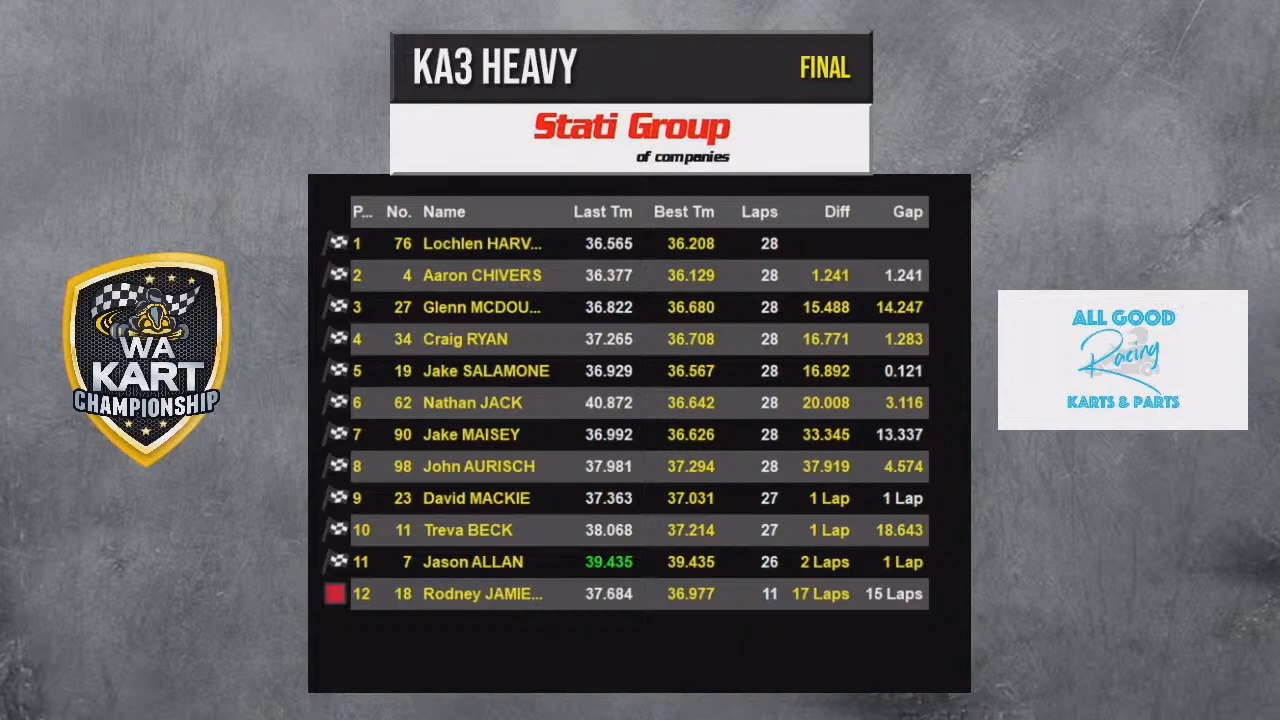 KA3 HEAVY FINAL
Stati Group
of companies
P... No. Name Last Tm Best Tm Laps Diff Gap
1 76 Lochlen HARV... 36.565 36.208 28
2 4 Aaron CHIVERS 36.377 36.129 28 1.241 1.241
3 27 Glenn MCDOU... 36.822 36.680 28 15.488 14.247
4 34 Craig RYAN 37.265 36.708 28 16.771 1.283
5 19 Jake SALAMONE 36.929 36.567 28 16.892 0.121
6 62 Nathan JACK 40.872 36.642 28 20.008 3.116
7 90 Jake MAISEY 36.992 36.626 28 33.345 13.337
8 98 John AURISCH 37.981 37.294 28 37.919 4.574
9 23 David MACKIE 37.363 37.031 27 1 Lap 1 Lap
10 11 Treva BECK 38.068 37.214 27 1 Lap 18.643
11 7 Jason ALLAN 39.435 39.435 26 2 Laps 1 Lap
12 18 Rodney JAMIE... 37.684 36.977 11 17 Laps 15 Laps
WA
KART
CHAMPIONSHIP
ALL GOOD
Racing
KARTS & PARTS